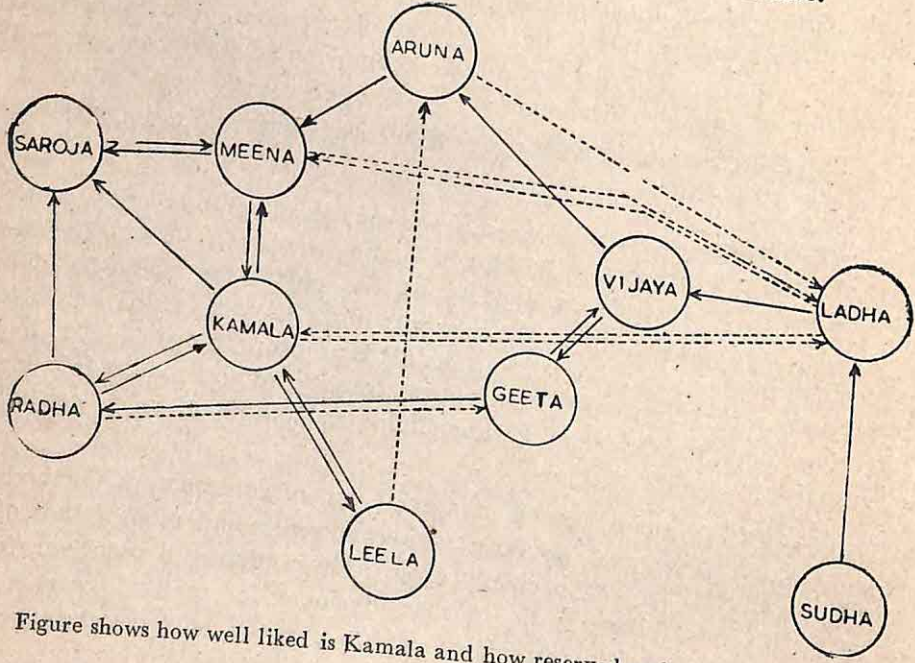 ARUNA
SAROJA
MEENA
VIJAYA
LADHA
KAMALA
RADHA
GEETA
LEELA
SUDHA
Figure shows how well liked is Kamala and how